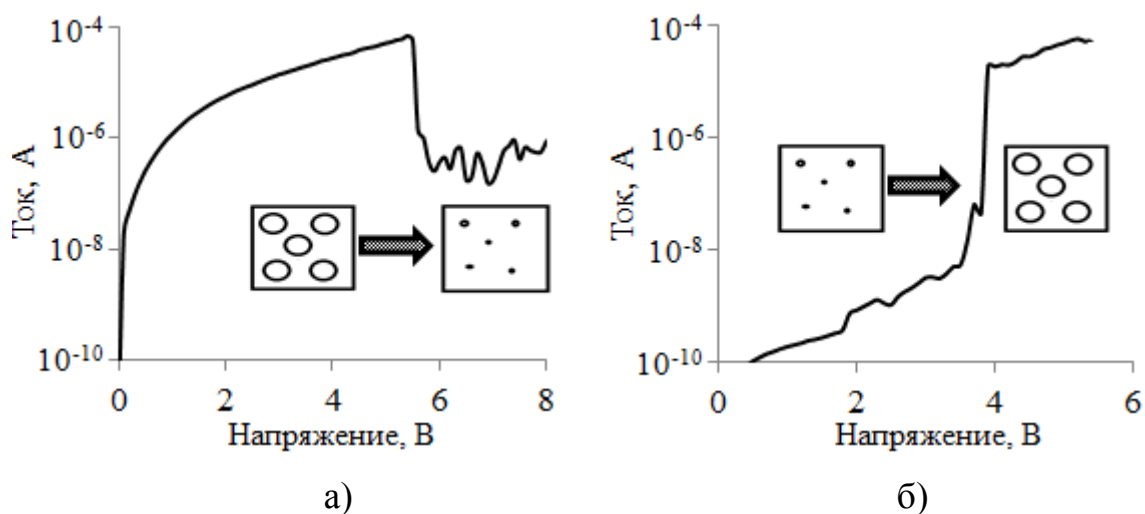 10⁻⁴
10⁻⁶
10⁻⁸
10⁻¹⁰
Ток, А
0 2 4 6 8
Напряжение, В
а)
10⁻⁴
10⁻⁶
10⁻⁸
10⁻¹⁰
Ток, А
0 2 4 6
Напряжение, В
б)